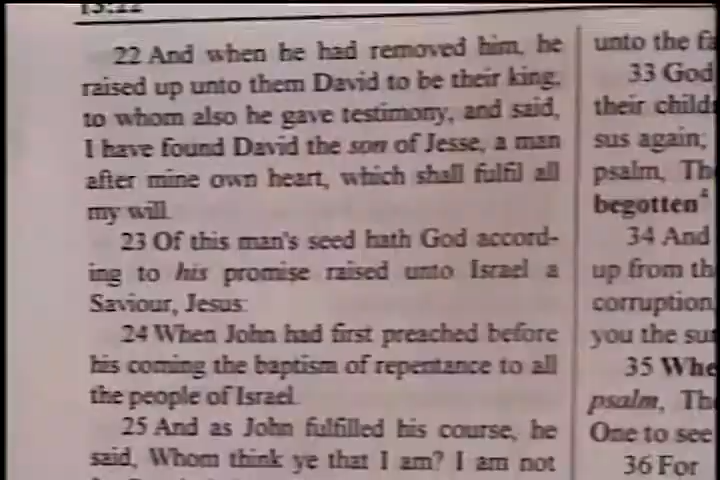 13:22
22 And when he had removed him, he
raised up unto them David to be their king,
to whom also he gave testimony, and said,
I have found David the son of Jesse, a man
after mine own heart, which shall fulfil all
my will.
23 Of this man's seed hath God accord-
ing to his promise raised unto Israel a
Saviour, Jesus:
24 When John had first preached before
his coming the baptism of repentance to all
the people of Israel.
25 And as John fulfilled his course, he
said, Whom think ye that I am? I am not
unto the fa
33 God
their child
sus again;
psalm, Th
begotten⁴
34 And
up from th
corruption
you the su
35 Whe
psalm, Th
One to see
36 For